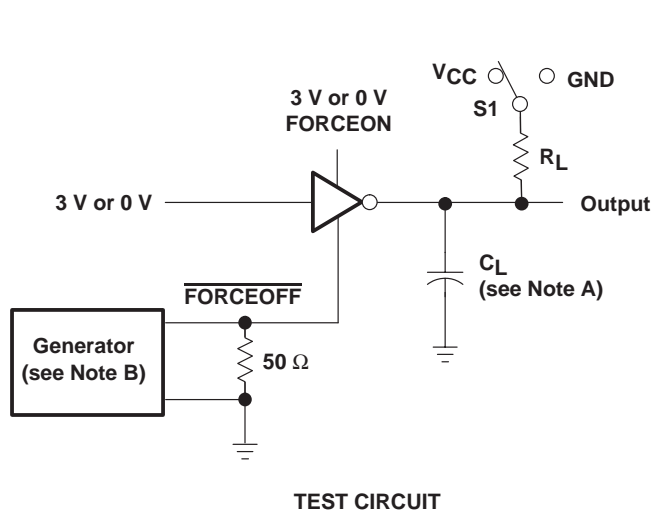 VCC
GND
S1
3 V or 0 V
FORCEON
RL
3 V or 0 V
Output
CL
(see Note A)
FORCEOFF
Generator
(see Note B)
50 Ω
TEST CIRCUIT